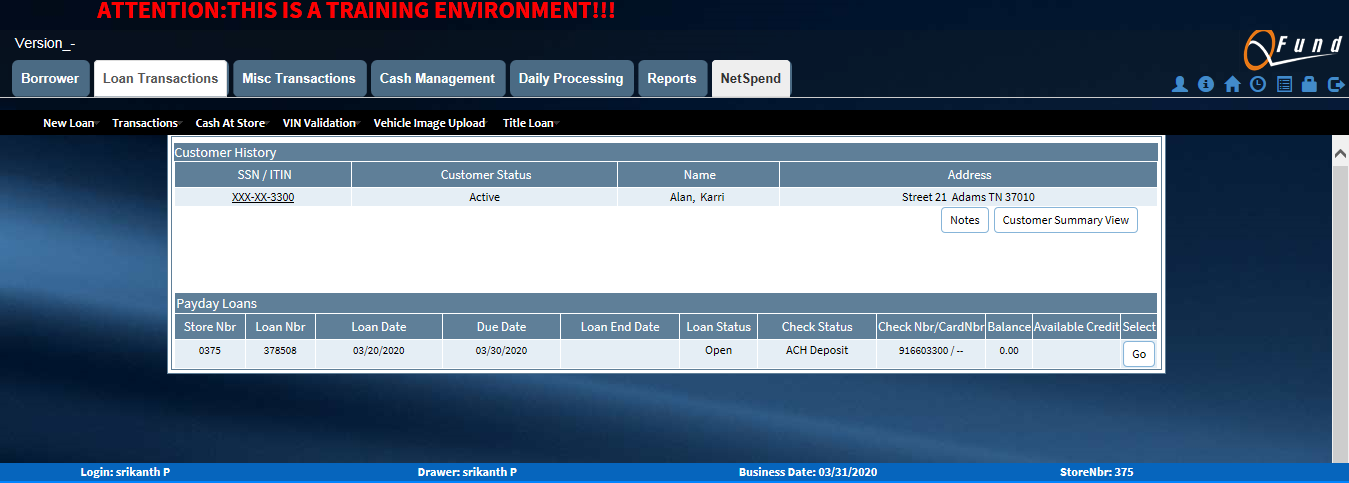 ATTENTION:THIS IS A TRAINING ENVIRONMENT!!!
Version_-
QFund
Borrower Loan Transactions Misc Transactions Cash Management Daily Processing Reports NetSpend
New Loan Transactions Cash At Store VIN Validation Vehicle Image Upload Title Loan
Customer History
SSN / ITIN Customer Status Name Address
XXX-XX-3300 Active Alan, Karri Street 21 Adams TN 37010
Notes Customer Summary View
Payday Loans
Store Nbr Loan Nbr Loan Date Due Date Loan End Date Loan Status Check Status Check Nbr/CardNbr Balance Available Credit Select
0375 378508 03/20/2020 03/30/2020 Open ACH Deposit 916603300 / -- 0.00 Go
Login: srikanth P Drawer: srikanth P Business Date: 03/31/2020 StoreNbr: 375